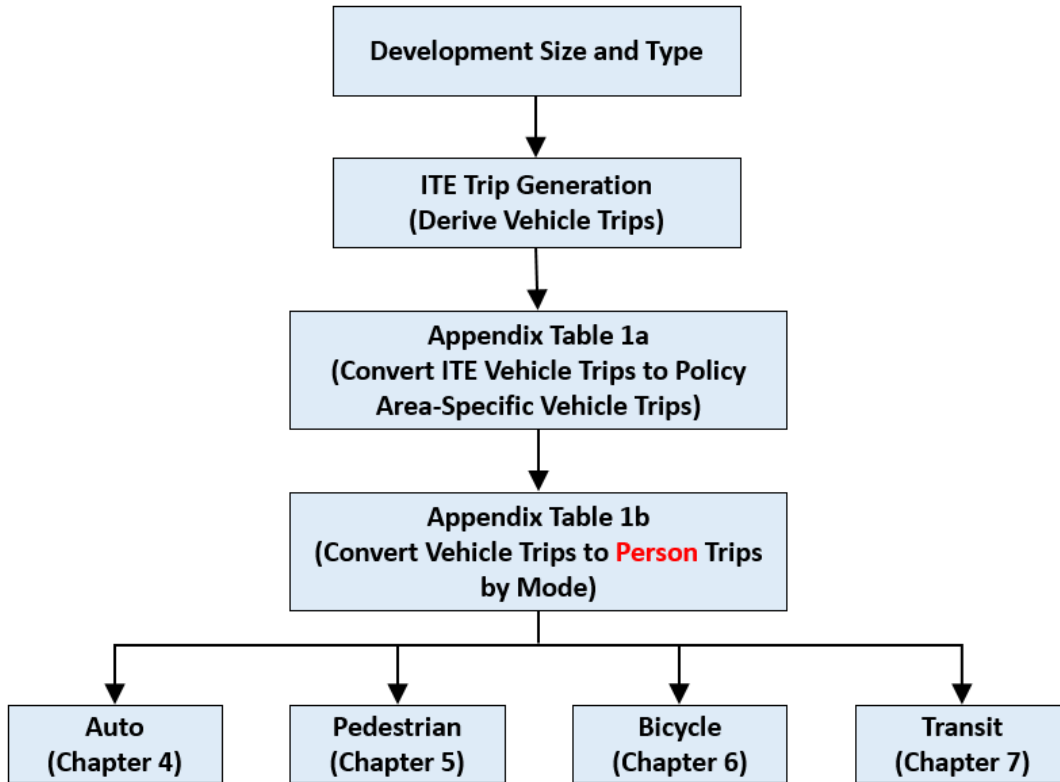 Development Size and Type
ITE Trip Generation
(Derive Vehicle Trips)
Appendix Table 1a
(Convert ITE Vehicle Trips to Policy
Area-Specific Vehicle Trips)
Appendix Table 1b
(Convert Vehicle Trips to Person Trips
by Mode)
Auto
(Chapter 4)
Pedestrian
(Chapter 5)
Bicycle
(Chapter 6)
Transit
(Chapter 7)